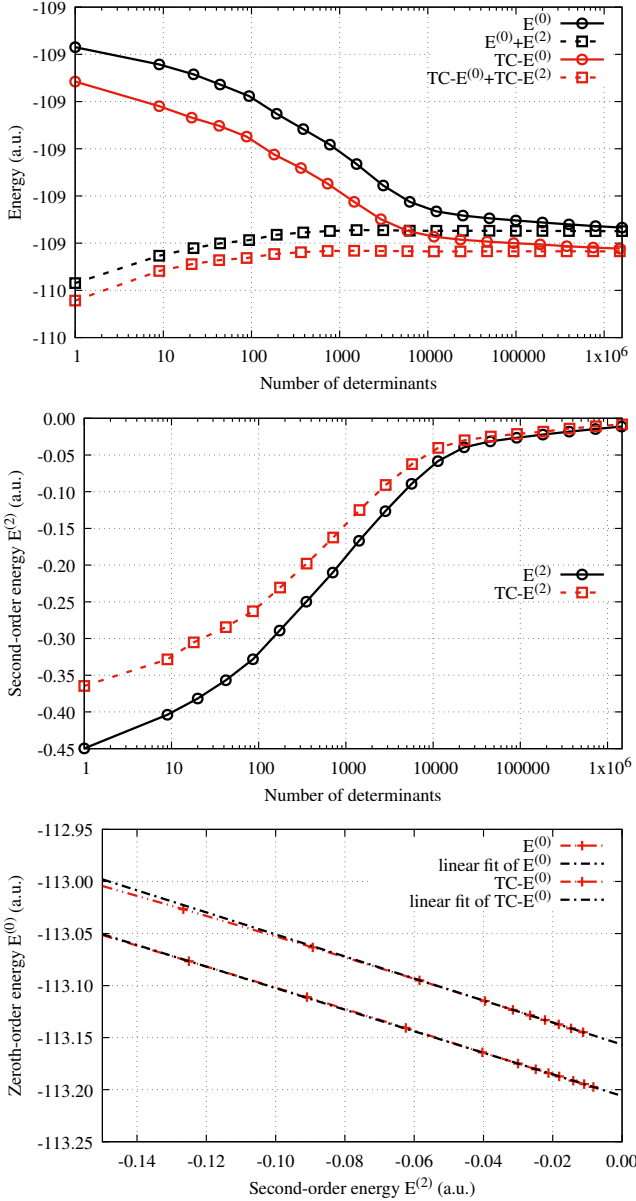 -109
-109
-109
-109
-109
-109
-110
-110
Energy (a.u.)
E(0)
E(0)+E(2)
TC-E(0)
TC-E(0)+TC-E(2)
1 10 100 1000 10000 100000 1x10^6
Number of determinants
0.00
-0.05
-0.10
-0.15
-0.20
-0.25
-0.30
-0.35
-0.40
-0.45
Second-order energy E(2) (a.u.)
E(2)
TC-E(2)
1 10 100 1000 10000 100000 1x10^6
Number of determinants
-112.95
-113.00
-113.05
-113.10
-113.15
-113.20
-113.25
Zeroth-order energy E(0) (a.u.)
E(0)
linear fit of E(0)
TC-E(0)
linear fit of TC-E(0)
-0.14 -0.12 -0.10 -0.08 -0.06 -0.04 -0.02 0.00
Second-order energy E(2) (a.u.)